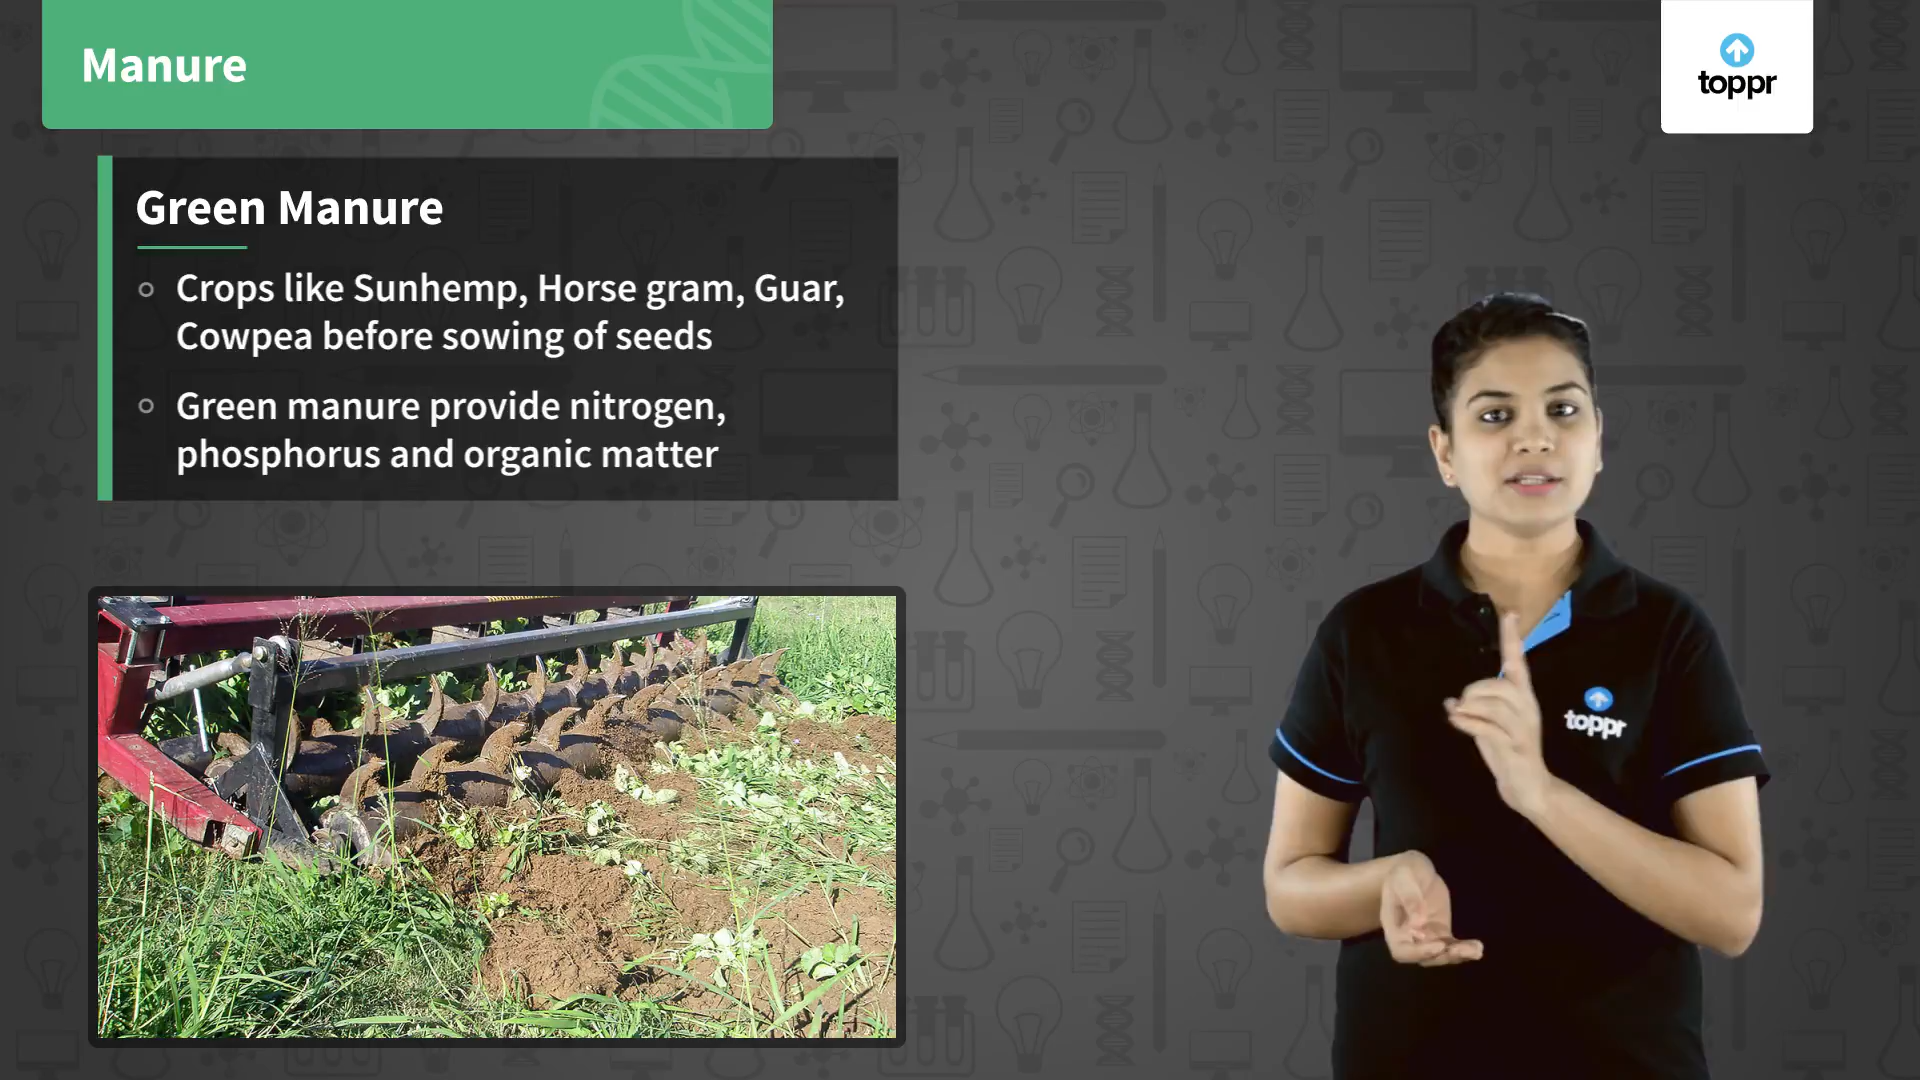 Manure
toppr
Green Manure
Crops like Sunhemp, Horse gram, Guar,
Cowpea before sowing of seeds
Green manure provide nitrogen,
phosphorus and organic matter
toppr